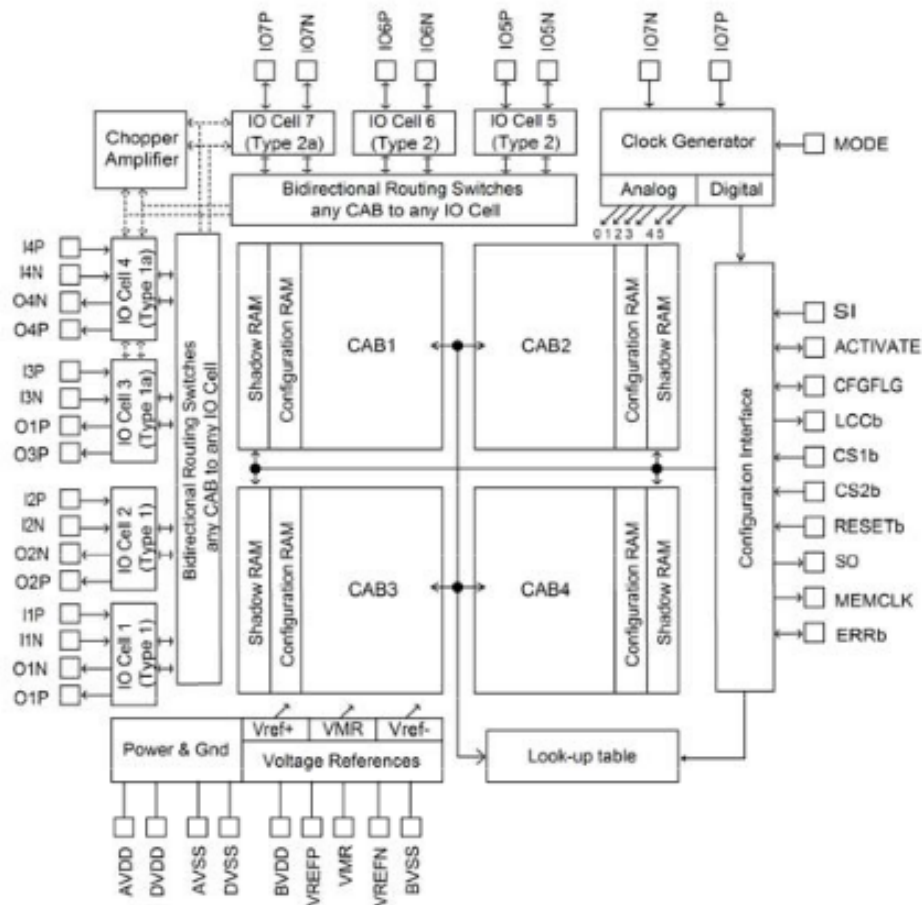 IO7P
IO7N
IO6P
IO6N
IO5P
IO5N
IO7N
IO7P
Chopper
Amplifier
IO Cell 7
(Type 2a)
IO Cell 6
(Type 2)
IO Cell 5
(Type 2)
Clock Generator
MODE
Analog
Digital
Bidirectional Routing Switches
any CAB to any IO Cell
0 1 2 3 4 5
I4P
I4N
O4N
O4P
IO Cell 4
(Type 1a)
I3P
I3N
O1P
O3P
IO Cell 3
(Type 1a)
I2P
I2N
O2N
O2P
IO Cell 2
(Type 1)
I1P
I1N
O1N
O1P
IO Cell 1
(Type 1)
Bidirectional Routing Switches
any CAB to any IO Cell
Shadow RAM
Configuration RAM
CAB1
CAB2
Configuration RAM
Shadow RAM
Shadow RAM
Configuration RAM
CAB3
CAB4
Configuration RAM
Shadow RAM
Configuration Interface
SI
ACTIVATE
CFGFLG
LCCb
CS1b
CS2b
RESETb
SO
MEMCLK
ERRb
Power & Gnd
Vref+
VMR
Vref-
Voltage References
Look-up table
AVDD
DVDD
AVSS
DVSS
BVDD
VREFP
VMR
VREFN
BVSS